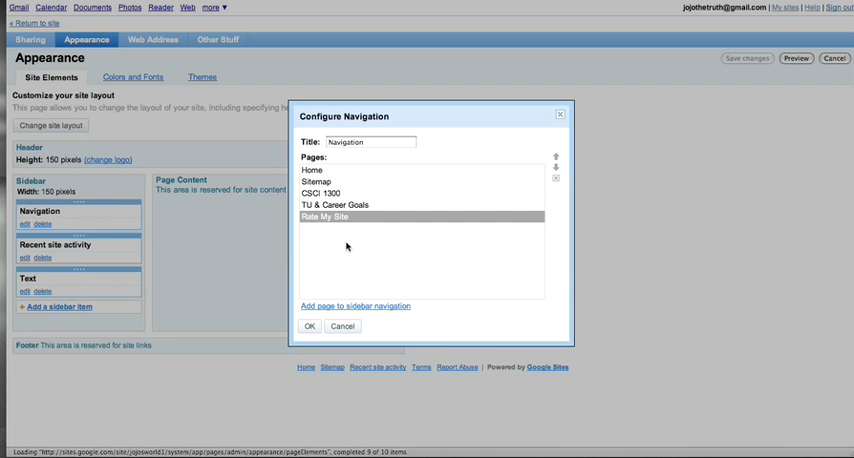 Gmail Calendar Documents Photos Reader Web more ▼ jojothetruth@gmail.com | My sites | Help | Sign out
« Return to site
Sharing Appearance Web Address Other Stuff
Appearance Save changes Preview Cancel
Site Elements Colors and Fonts Themes
Customize your site layout
This page allows you to change the layout of your site, including specifying
Change site layout
Header
Height: 150 pixels (change logo)
Sidebar
Width: 150 pixels
Navigation
edit delete
Recent site activity
edit delete
Text
edit delete
+ Add a sidebar item
Page Content
This area is reserved for site content
Footer This area is reserved for site links
Configure Navigation
Title: Navigation
Pages:
Home
Sitemap
CSCI 1300
TU & Career Goals
Rate My Site
Add page to sidebar navigation
OK Cancel
Home Sitemap Recent site activity Terms Report Abuse | Powered by Google Sites
Loading "http://sites.google.com/site/jojosworld1/system/app/pages/admin/appearance/pageElements", completed 9 of 10 items